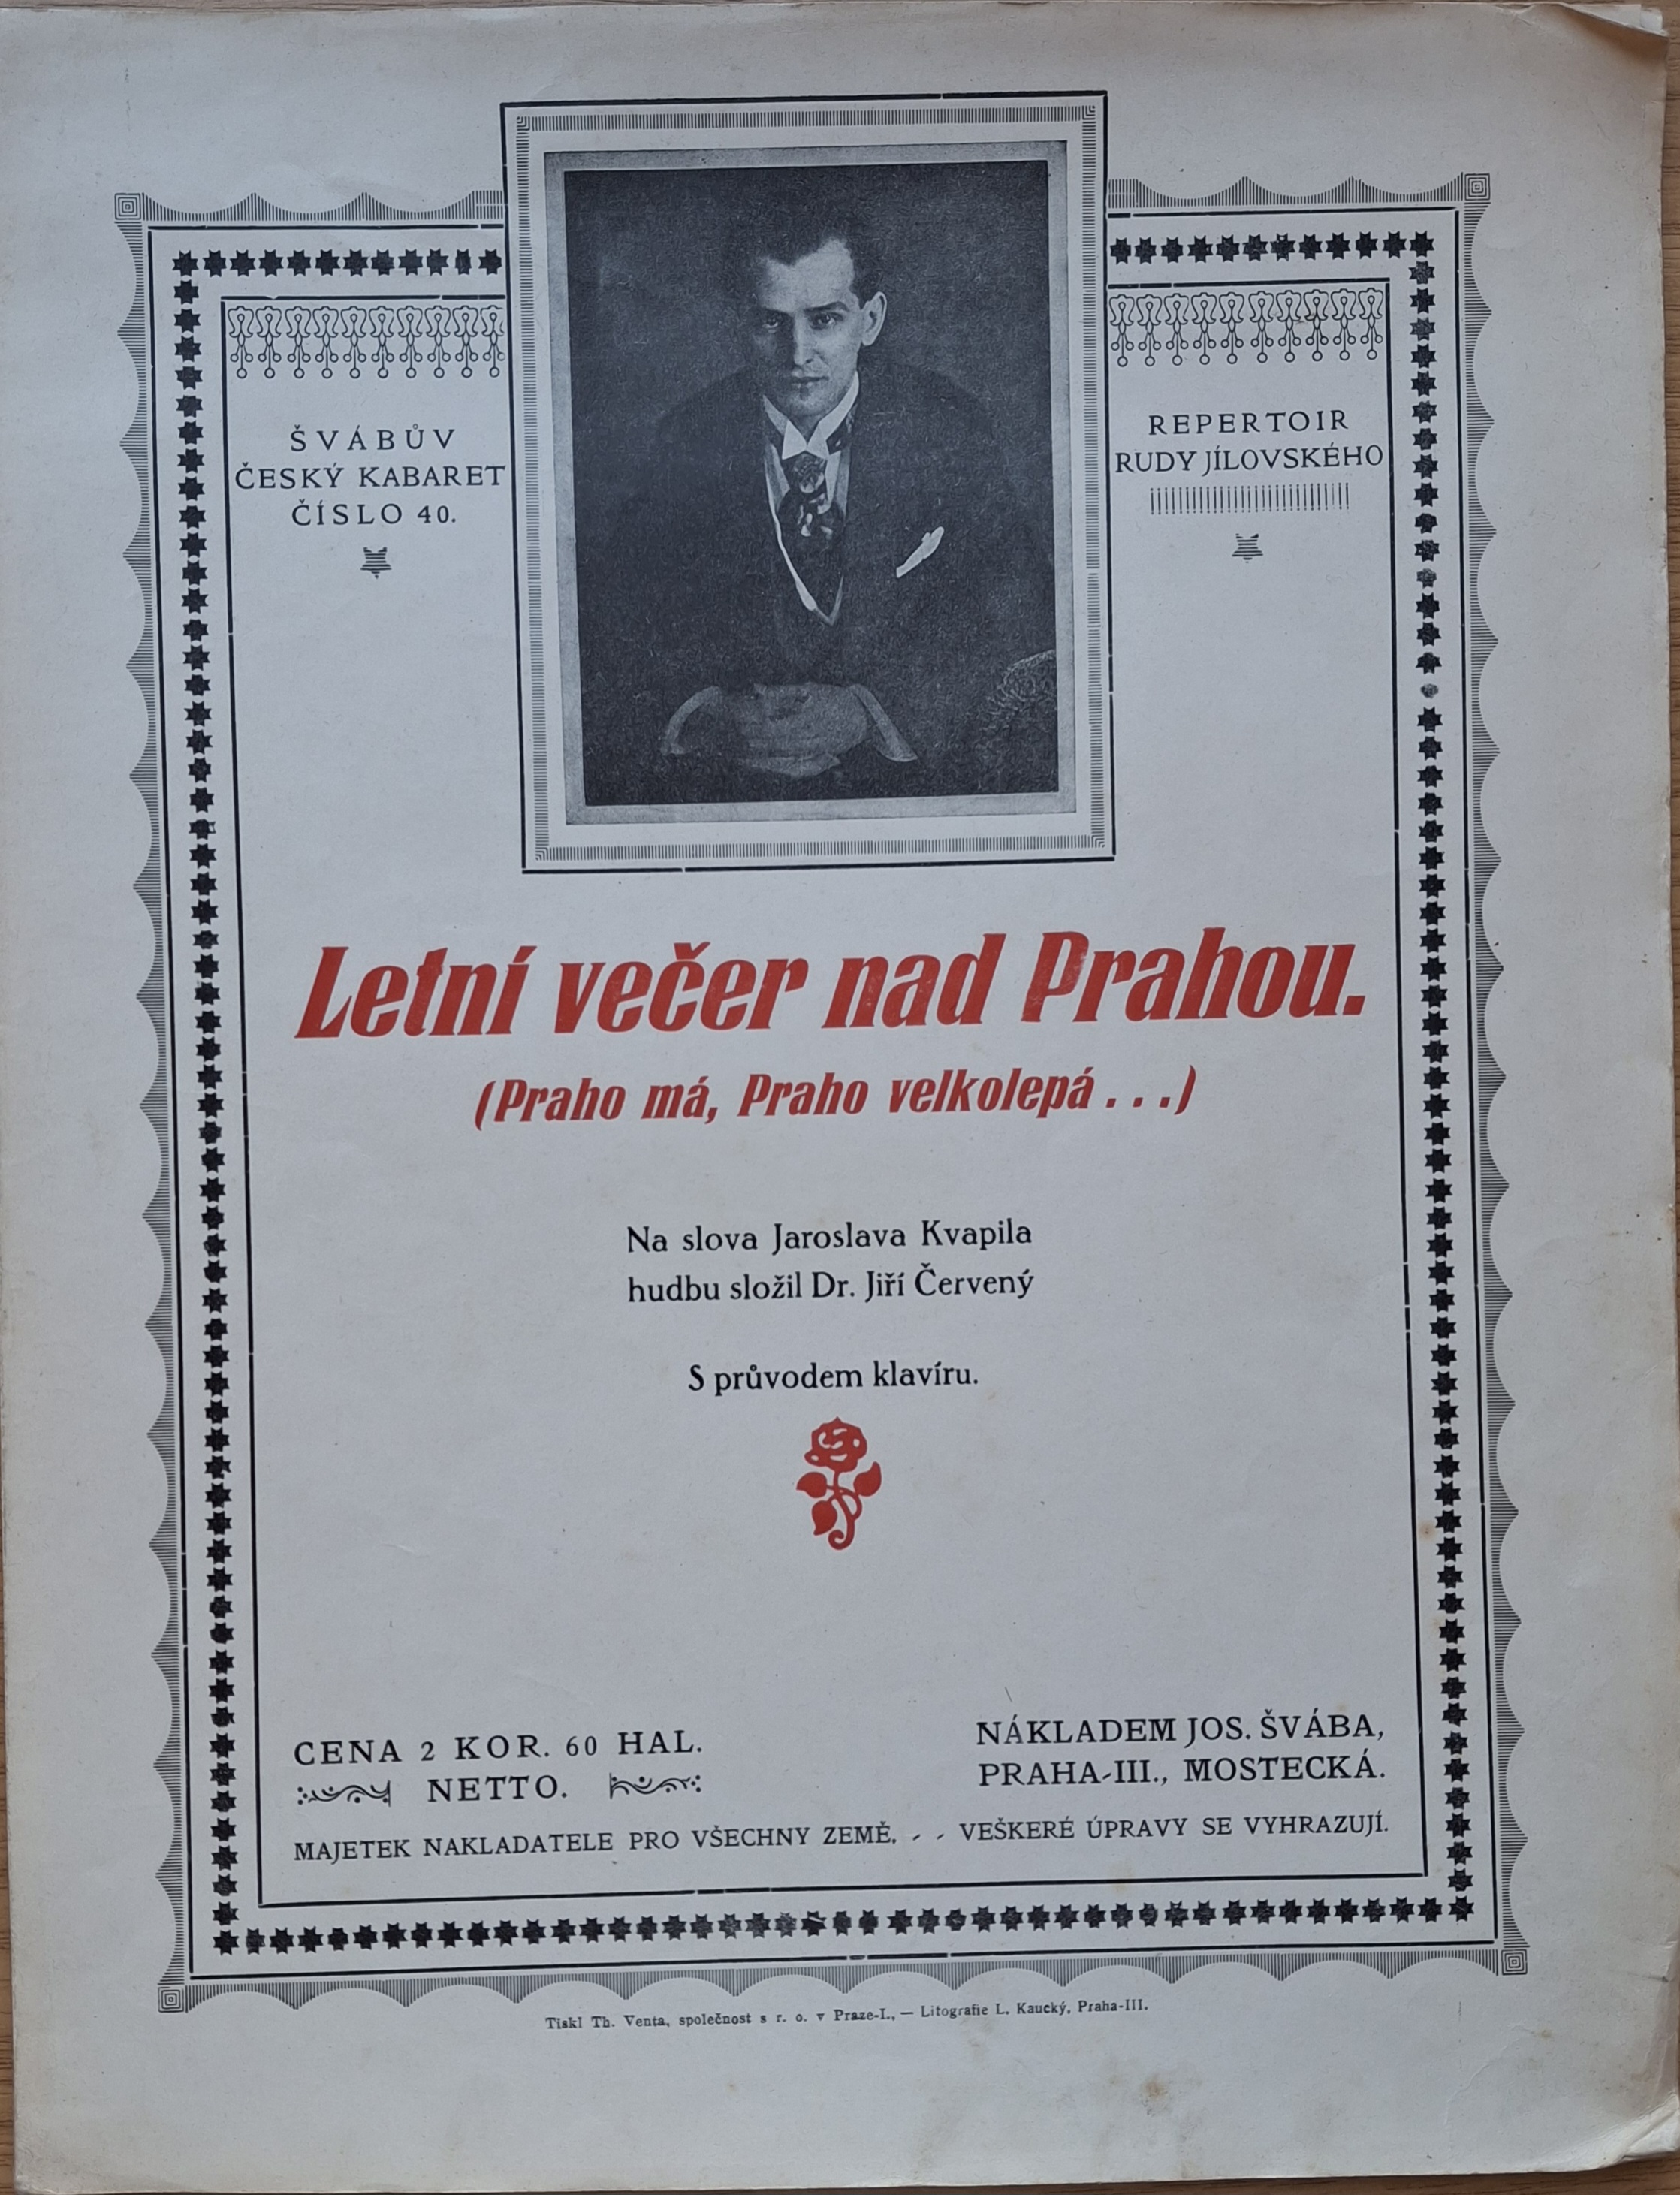 ŠVÁBŮV
ČESKÝ KABARET
ČÍSLO 40.
REPERTOIR
RUDY JÍLOVSKÉHO
Letní večer nad Prahou.
(Praho má, Praho velkolepá . . .)
Na slova Jaroslava Kvapila
hudbu složil Dr. Jiří Červený
S průvodem klavíru.
CENA 2 KOR. 60 HAL.
NETTO.
NÁKLADEM JOS. ŠVÁBA,
PRAHA-III., MOSTECKÁ.
MAJETEK NAKLADATELE PRO VŠECHNY ZEMĚ. - - VEŠKERÉ ÚPRAVY SE VYHRAZUJÍ.
Tiskl Th. Venta, společnost s r. o. v Praze-I., — Litografie L. Kaucký, Praha-III.